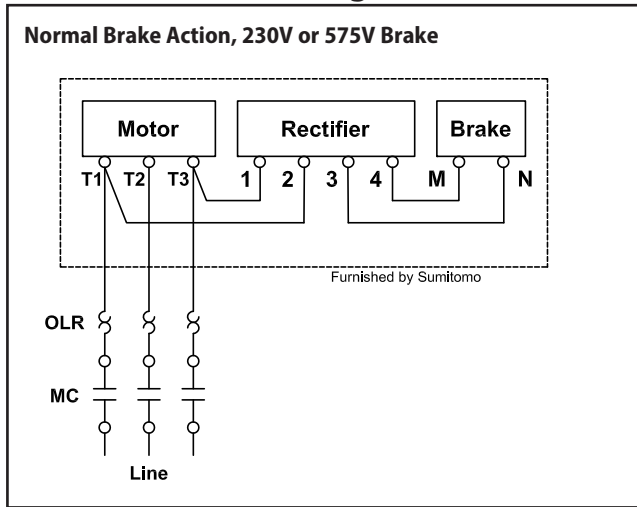 Normal Brake Action, 230V or 575V Brake
Motor Rectifier Brake
T1 T2 T3 1 2 3 4 M N
Furnished by Sumitomo
OLR
MC
Line